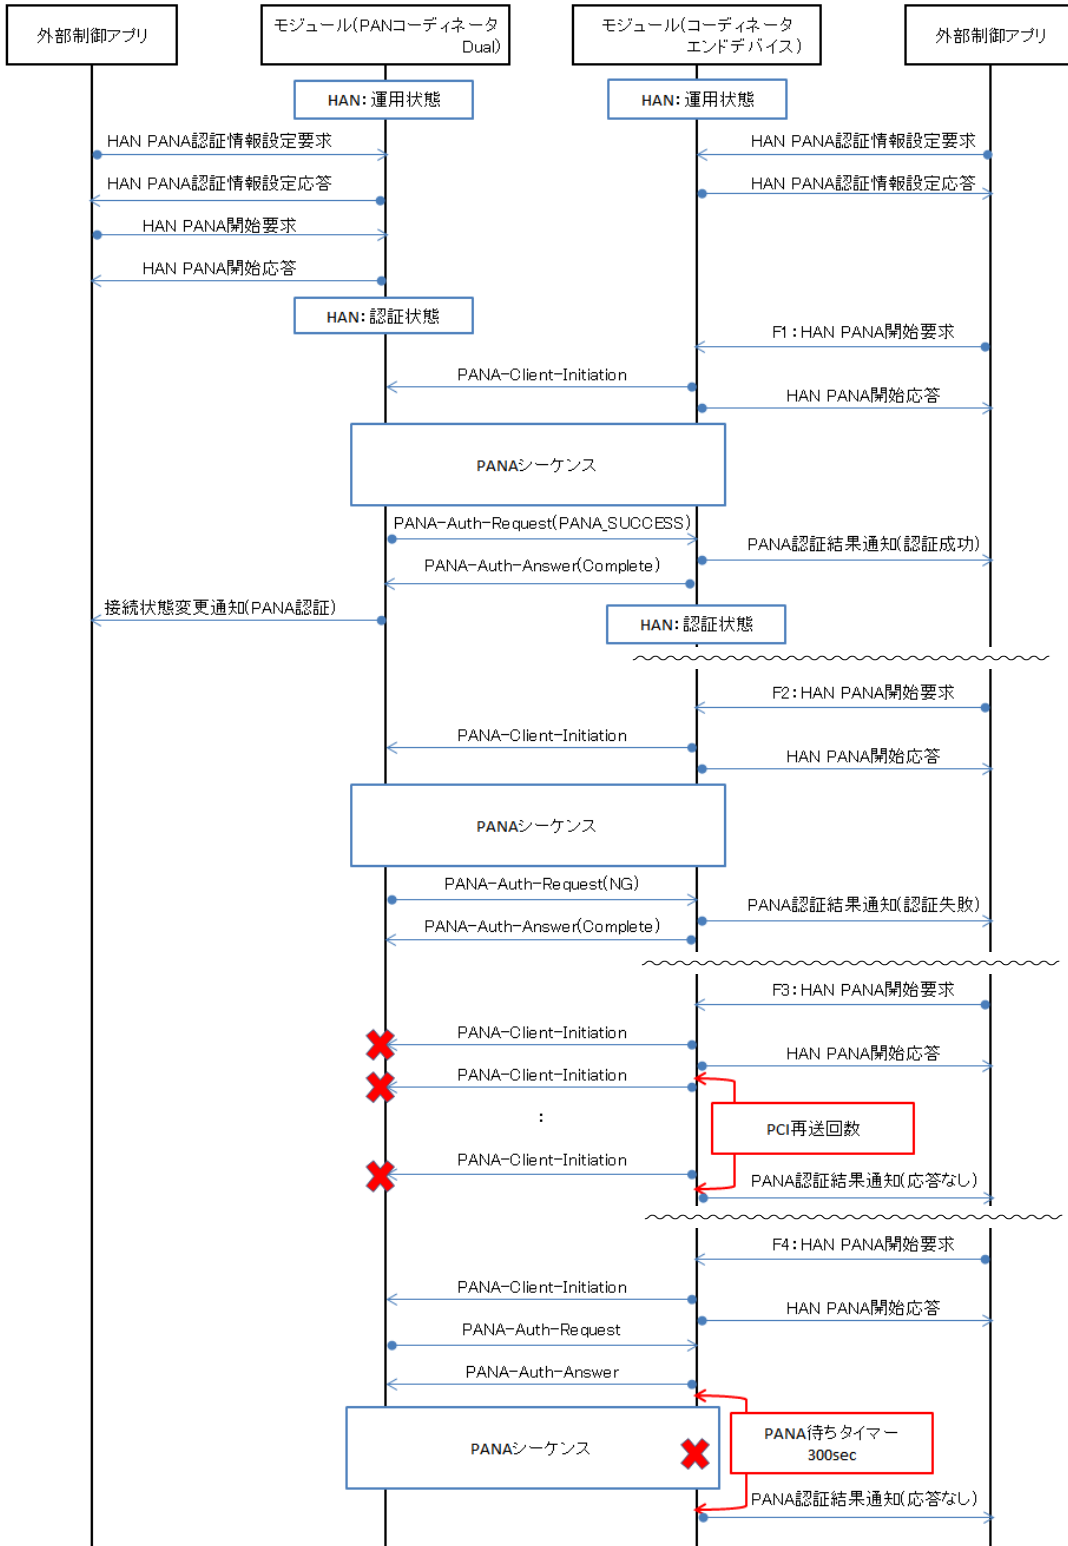 外部制御アプリ
モジュール(PANコーディネータ
Dual)
モジュール(コーディネータ
エンドデバイス)
外部制御アプリ
HAN：運用状態
HAN：運用状態
HAN PANA認証情報設定要求
HAN PANA認証情報設定要求
HAN PANA認証情報設定応答
HAN PANA認証情報設定応答
HAN PANA開始要求
HAN PANA開始応答
HAN：認証状態
F1：HAN PANA開始要求
PANA-Client-Initiation
HAN PANA開始応答
PANAシーケンス
PANA-Auth-Request(PANA_SUCCESS)
PANA認証結果通知(認証成功)
PANA-Auth-Answer(Complete)
接続状態変更通知(PANA認証)
HAN：認証状態
F2：HAN PANA開始要求
PANA-Client-Initiation
HAN PANA開始応答
PANAシーケンス
PANA-Auth-Request(NG)
PANA認証結果通知(認証失敗)
PANA-Auth-Answer(Complete)
F3：HAN PANA開始要求
PANA-Client-Initiation
HAN PANA開始応答
PANA-Client-Initiation
：
PCI再送回数
PANA-Client-Initiation
PANA認証結果通知(応答なし)
F4：HAN PANA開始要求
PANA-Client-Initiation
HAN PANA開始応答
PANA-Auth-Request
PANA-Auth-Answer
PANAシーケンス
PANA待ちタイマー
300sec
PANA認証結果通知(応答なし)